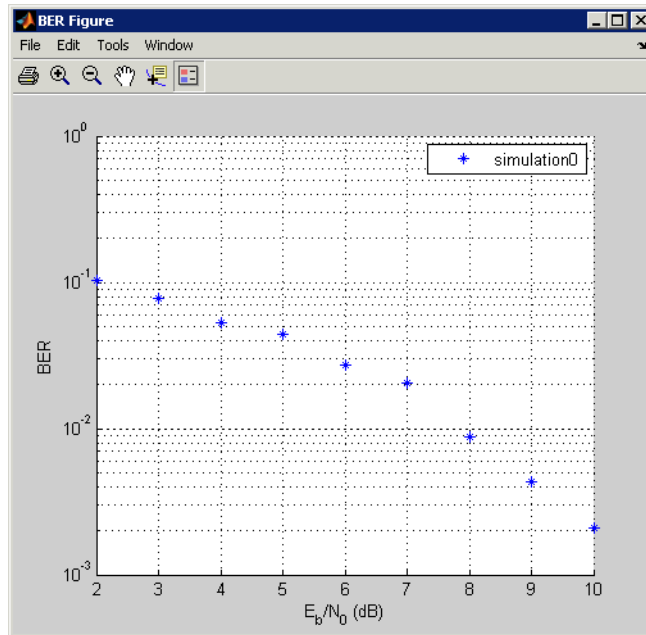 BER Figure
File Edit Tools Window
simulation0
10^0
10^-1
10^-2
10^-3
BER
2 3 4 5 6 7 8 9 10
E_b/N_0 (dB)